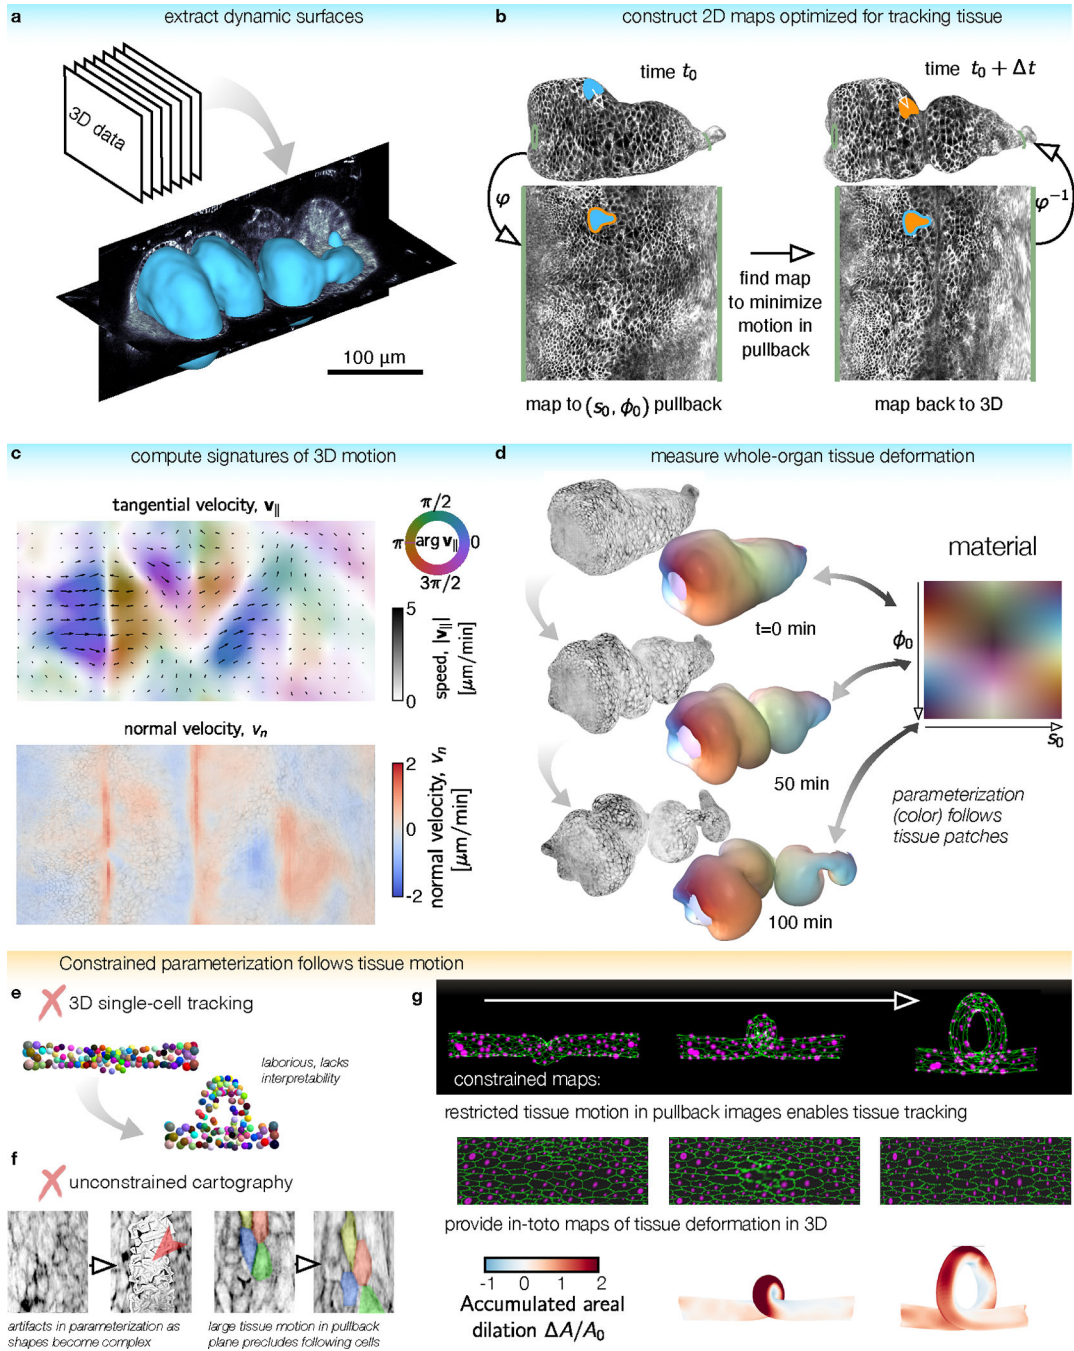 a
extract dynamic surfaces
3D data
100 μm
b
construct 2D maps optimized for tracking tissue
time t₀
time t₀ + Δt
φ
φ⁻¹
find map
to minimize
motion in
pullback
map to (s₀, ϕ₀) pullback
map back to 3D
c
compute signatures of 3D motion
tangential velocity, v∥
π/2
π
arg v∥
0
3π/2
5
0
speed, |v∥|
[μm/min]
normal velocity, vₙ
2
0
-2
normal velocity, vₙ
[μm/min]
d
measure whole-organ tissue deformation
material
t=0 min
ϕ₀
s₀
50 min
parameterization
(color) follows
tissue patches
100 min
Constrained parameterization follows tissue motion
e
3D single-cell tracking
laborious, lacks
interpretability
f
unconstrained cartography
artifacts in parameterization as
shapes become complex
large tissue motion in pullback
plane precludes following cells
g
constrained maps:
restricted tissue motion in pullback images enables tissue tracking
provide in-toto maps of tissue deformation in 3D
-1 0 1 2
Accumulated areal
dilation ΔA/A₀